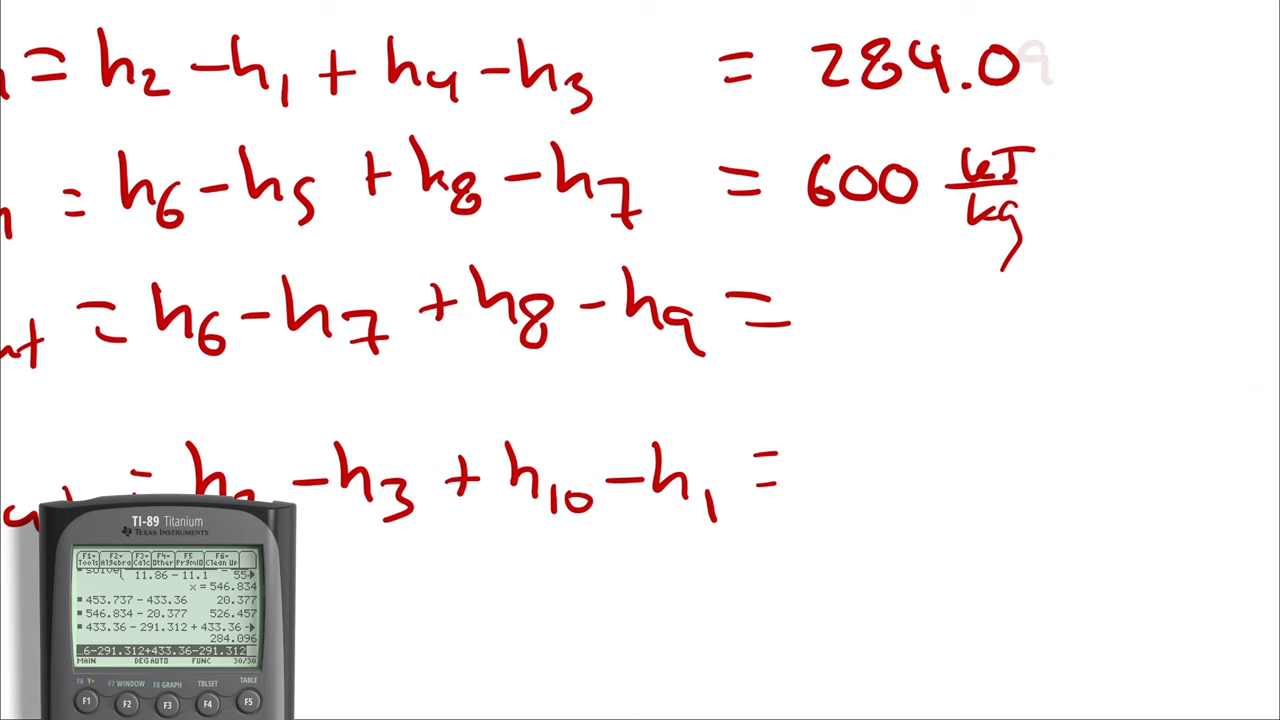 = h2 - h1 + h4 - h3 = 284.09
= h6 - h5 + h8 - h7 = 600 kJ/kg
= h6 - h7 + h8 - h9 =
- h3 + h10 - h1 =
TI-89 Titanium
TEXAS INSTRUMENTS
F1 F2 F3 F4 F5 F6
Tools Algebra Calc Other PrgmIO Clean Up
11.86 - 11.1 55
x = 546.834
453.737 - 433.36 20.377
546.834 - 20.377 526.457
433.36 - 291.312 + 433.36 -
284.096
…6-291.312+433.36-291.312
MAIN DEG AUTO FUNC 30/30
F6 Y= F7 WINDOW F8 GRAPH TBLSET TABLE
F1 F2 F3 F4 F5